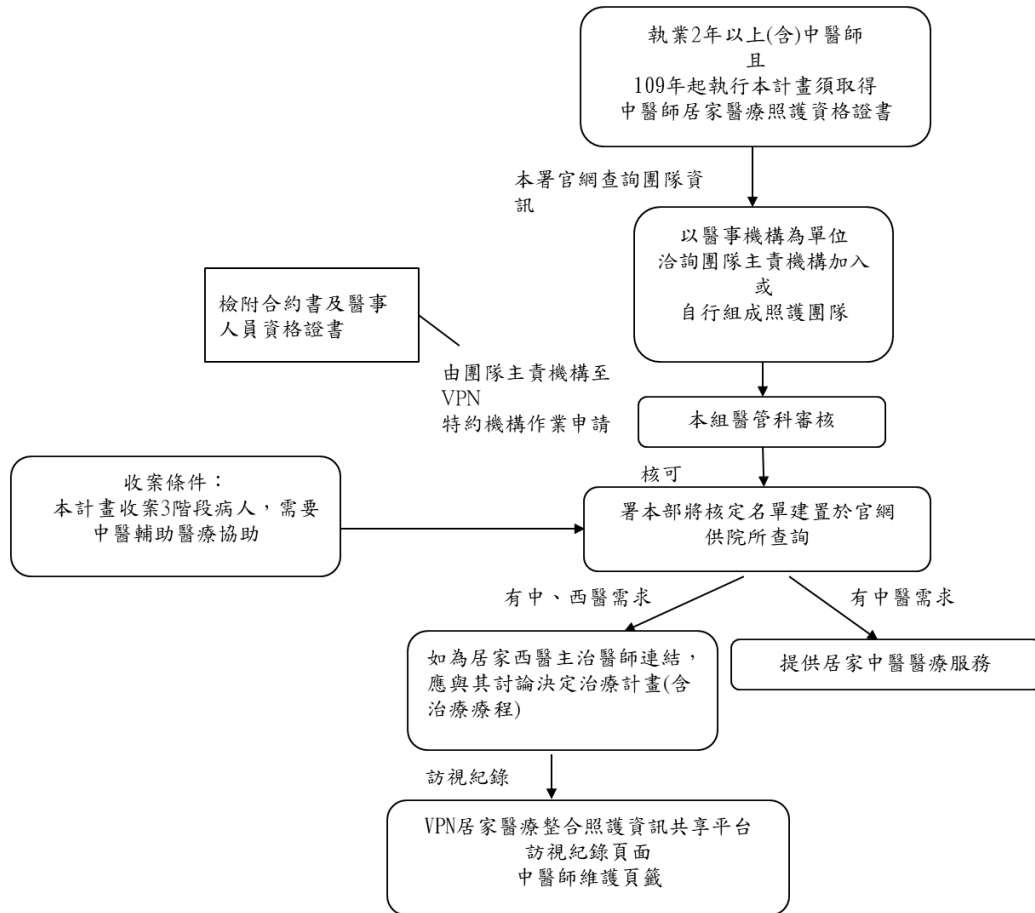 執業2年以上(含)中醫師
且
109年起執行本計畫須取得
中醫師居家醫療照護資格證書
本署官網查詢團隊資
訊
以醫事機構為單位
洽詢團隊主責機構加入
或
自行組成照護團隊
檢附合約書及醫事
人員資格證書
由團隊主責機構至
VPN
特約機構作業申請
本組醫管科審核
核可
收案條件：
本計畫收案3階段病人，需要
中醫輔助醫療協助
署本部將核定名單建置於官網
供院所查詢
有中、西醫需求
有中醫需求
如為居家西醫主治醫師連結，
應與其討論決定治療計畫(含
治療療程)
提供居家中醫醫療服務
訪視紀錄
VPN居家醫療整合照護資訊共享平台
訪視紀錄頁面
中醫師維護頁籤